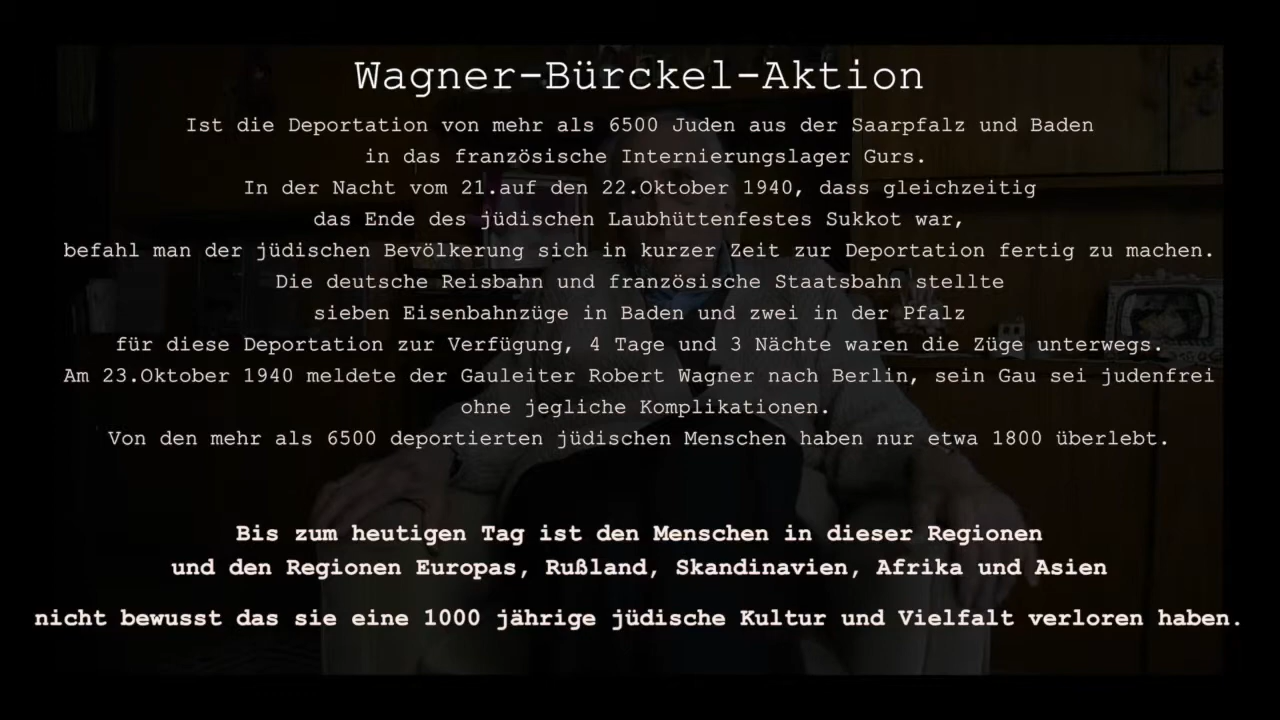 Wagner-Bürckel-Aktion
Ist die Deportation von mehr als 6500 Juden aus der Saarpfalz und Baden
in das französische Internierungslager Gurs.
In der Nacht vom 21.auf den 22.Oktober 1940, dass gleichzeitig
das Ende des jüdischen Laubhüttenfestes Sukkot war,
befahl man der jüdischen Bevölkerung sich in kurzer Zeit zur Deportation fertig zu machen.
Die deutsche Reisbahn und französische Staatsbahn stellte
sieben Eisenbahnzüge in Baden und zwei in der Pfalz
für diese Deportation zur Verfügung, 4 Tage und 3 Nächte waren die Züge unterwegs.
Am 23.Oktober 1940 meldete der Gauleiter Robert Wagner nach Berlin, sein Gau sei judenfrei
ohne jegliche Komplikationen.
Von den mehr als 6500 deportierten jüdischen Menschen haben nur etwa 1800 überlebt.
Bis zum heutigen Tag ist den Menschen in dieser Regionen
und den Regionen Europas, Rußland, Skandinavien, Afrika und Asien
nicht bewusst das sie eine 1000 jährige jüdische Kultur und Vielfalt verloren haben.